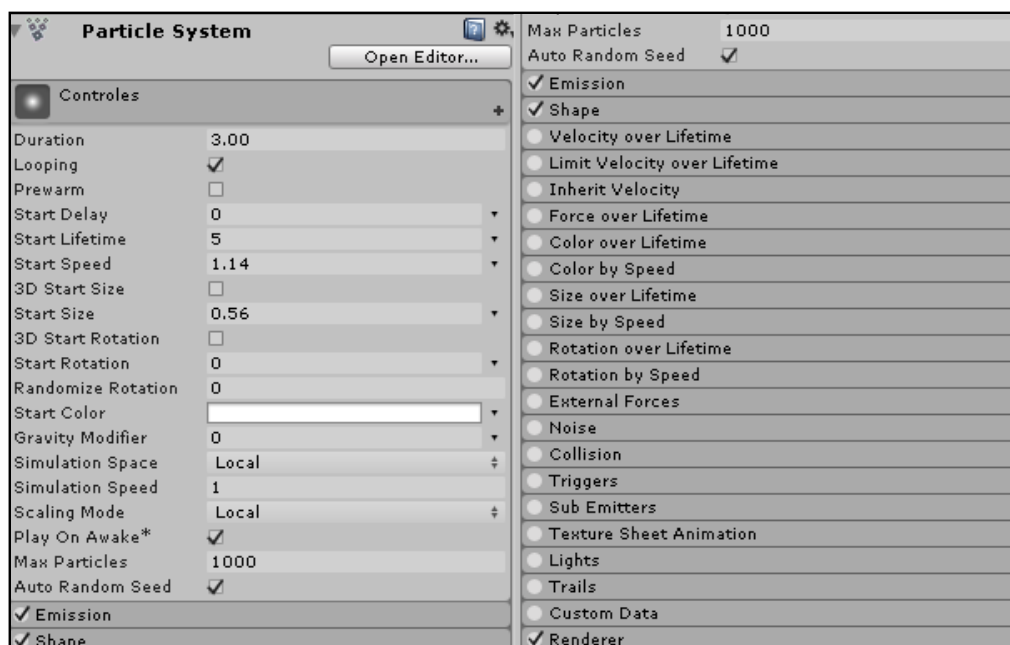 Particle System
Open Editor...
Controles
Duration 3.00
Looping
Prewarm
Start Delay 0
Start Lifetime 5
Start Speed 1.14
3D Start Size
Start Size 0.56
3D Start Rotation
Start Rotation 0
Randomize Rotation 0
Start Color
Gravity Modifier 0
Simulation Space Local
Simulation Speed 1
Scaling Mode Local
Play On Awake*
Max Particles 1000
Auto Random Seed
Emission
Shape
Max Particles 1000
Auto Random Seed
Emission
Shape
Velocity over Lifetime
Limit Velocity over Lifetime
Inherit Velocity
Force over Lifetime
Color over Lifetime
Color by Speed
Size over Lifetime
Size by Speed
Rotation over Lifetime
Rotation by Speed
External Forces
Noise
Collision
Triggers
Sub Emitters
Texture Sheet Animation
Lights
Trails
Custom Data
Renderer